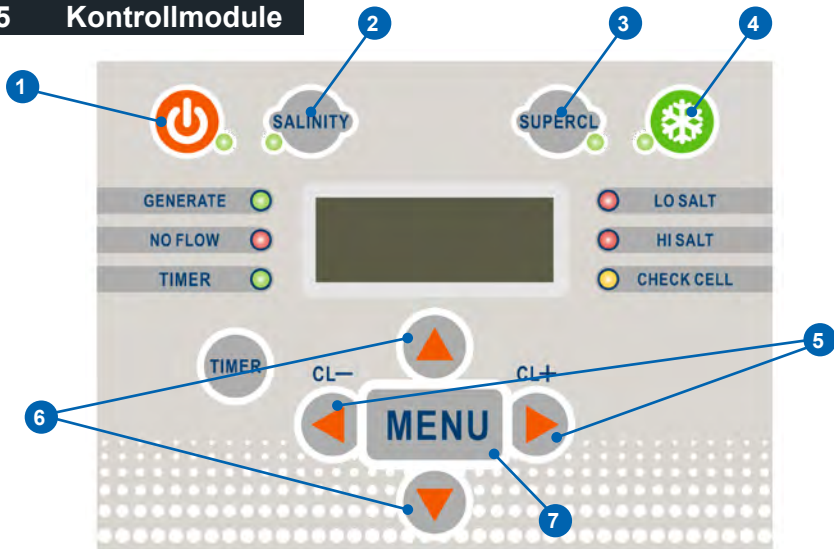 5 Kontrollmodule
1
2
3
4
SALINITY
SUPERCL
GENERATE
NO FLOW
TIMER
LO SALT
HI SALT
CHECK CELL
TIMER
CL—
CL+
5
MENU
6
7